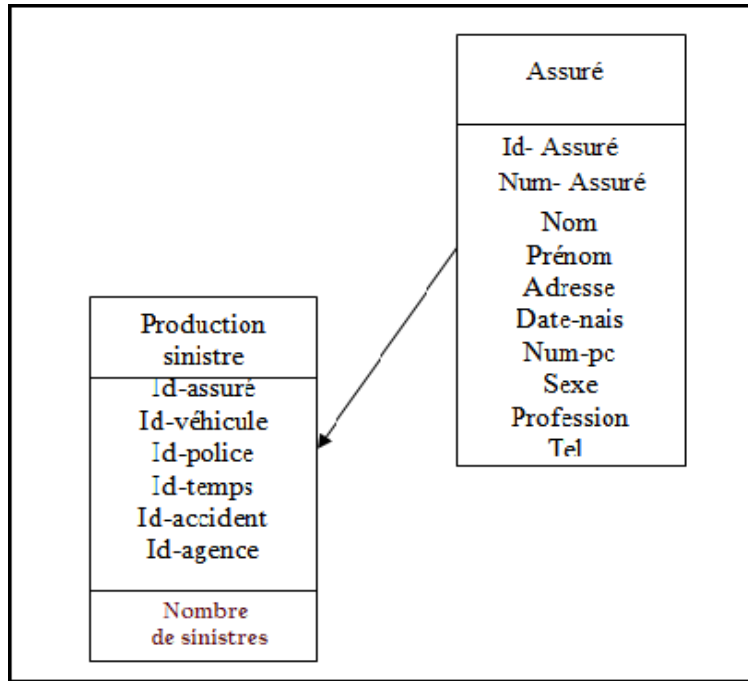 Assuré
Id- Assuré
Num- Assuré
Nom
Prénom
Adresse
Date-nais
Num-pc
Sexe
Profession
Tel
Production
sinistre
Id-assuré
Id-véhicule
Id-police
Id-temps
Id-accident
Id-agence
Nombre
de sinistres